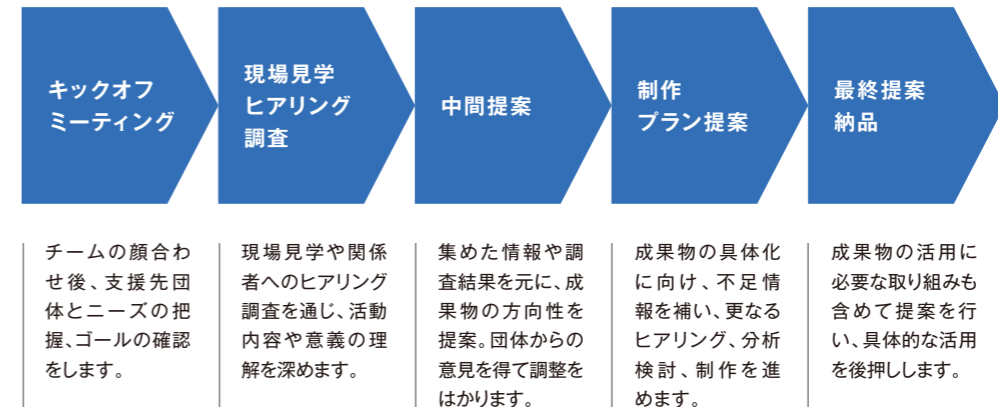 キックオフ
ミーティング
現場見学
ヒアリング
調査
中間提案
制作
プラン提案
最終提案
納品
チームの顔合わ
せ後、支援先団
体とニーズの把
握、ゴールの確認
をします。
現場見学や関係
者へのヒアリング
調査を通じ、活動
内容や意義の理
解を深めます。
集めた情報や調
査結果を元に、成
果物の方向性を
提案。団体からの
意見を得て調整を
はかります。
成果物の具体化
に向け、不足情
報を補い、更なる
ヒアリング、分析
検討、制作を進
めます。
成果物の活用に
必要な取り組みも
含めて提案を行
い、具体的な活用
を後押しします。